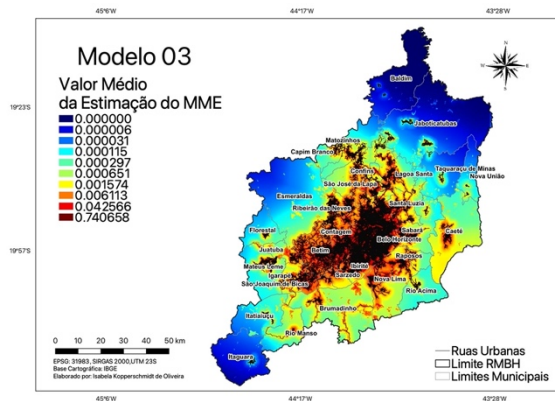 45°6'W
44°17'W
43°28'W
Modelo 03
Valor Médio
da Estimação do MME
0.000000
0.000006
0.000031
0.000115
0.000297
0.000651
0.001574
0.006113
0.042566
0.740658
N
W
E
S
19°23'S
19°57'S
Baldim
Jaboticatubas
Matozinhos
Capim Branco
Confins
Lagoa Santa
Taquaraçu de Minas
Nova União
São José da Lapa
Esmeraldas
Ribeirão das Neves
Santa Luzia
Florestal
Contagem
Sabará
Caeté
Belo Horizonte
Juatuba
Betim
Raposos
Mateus Leme
Ibirité
Igarapé
Sarzedo
São Joaquim de Bicas
Nova Lima
Rio Acima
Itatiaiuçu
Brumadinho
Rio Manso
Itaguara
0 10 20 30 40 50 km
EPSG: 31983, SIRGAS 2000,UTM 23S
Base Cartográfica: IBGE
Elaborado por: Isabela Kopperschmidt de Oliveira
Ruas Urbanas
Limite RMBH
Limites Municipais
45°6'W
44°17'W
43°28'W